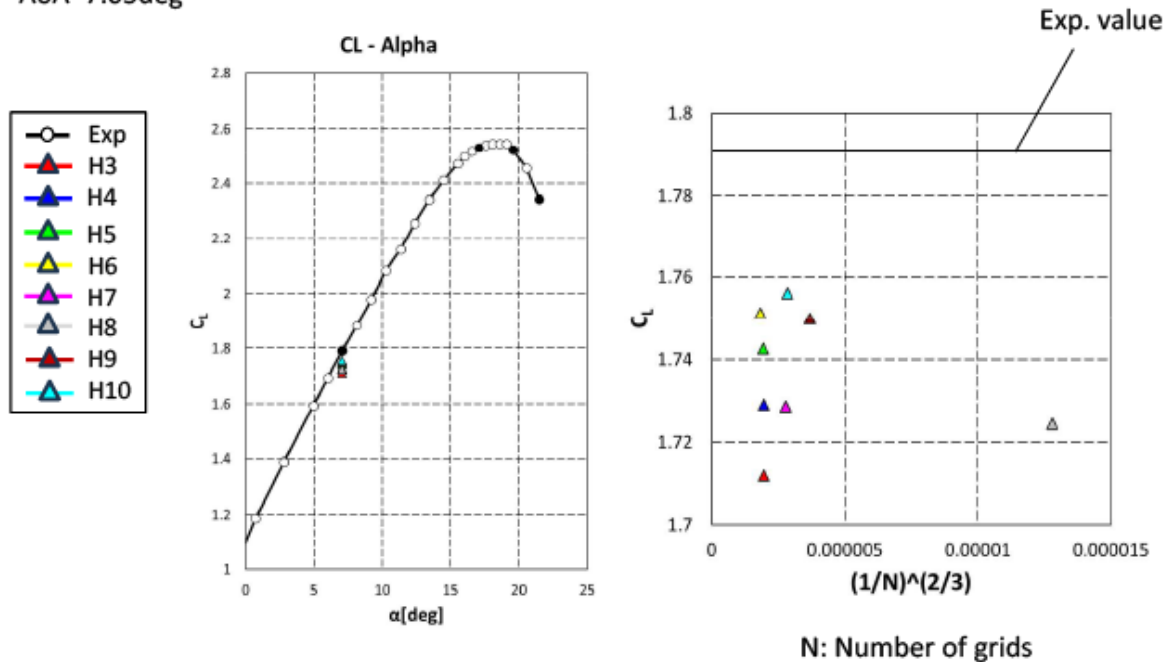 Exp. value
CL - Alpha
Exp
H3
H4
H5
H6
H7
H8
H9
H10
2.8
2.6
2.4
2.2
2
1.8
1.6
1.4
1.2
1
CL
0 5 10 15 20 25
α[deg]
1.8
1.78
1.76
1.74
1.72
1.7
CL
0 0.000005 0.00001 0.000015
(1/N)^(2/3)
N: Number of grids